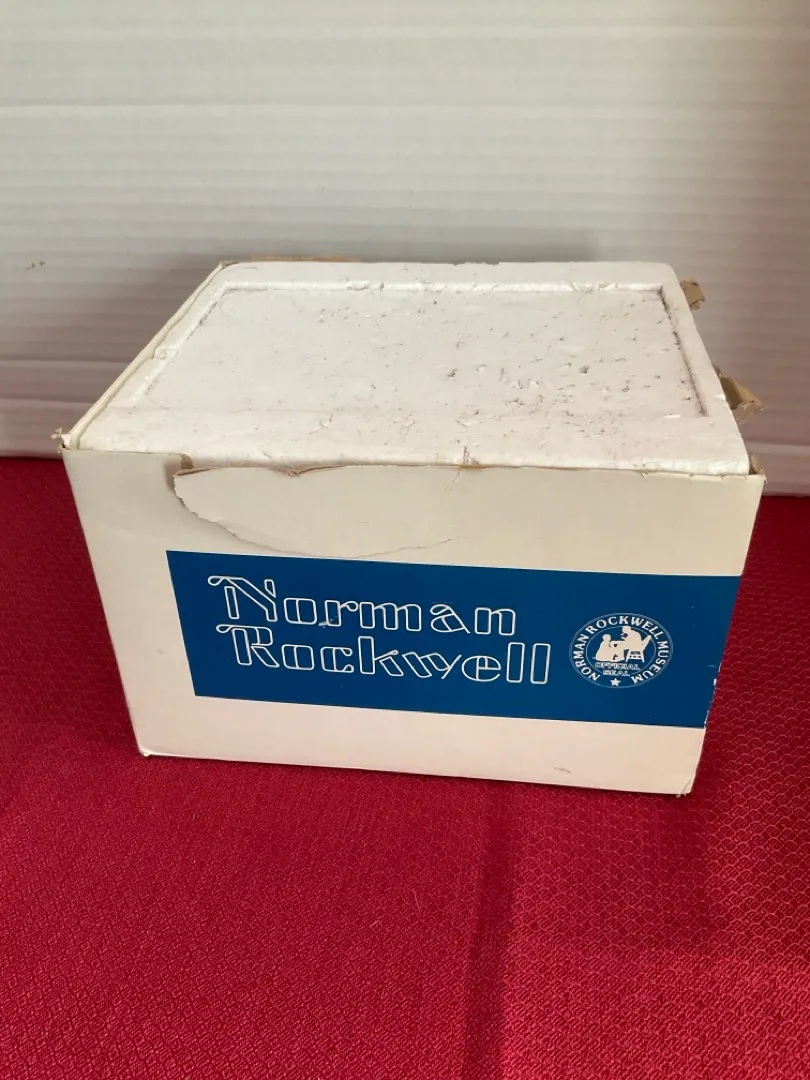 Norman
Rockwell
NORMAN ROCKWELL MUSEUM
OFFICIAL
SEAL